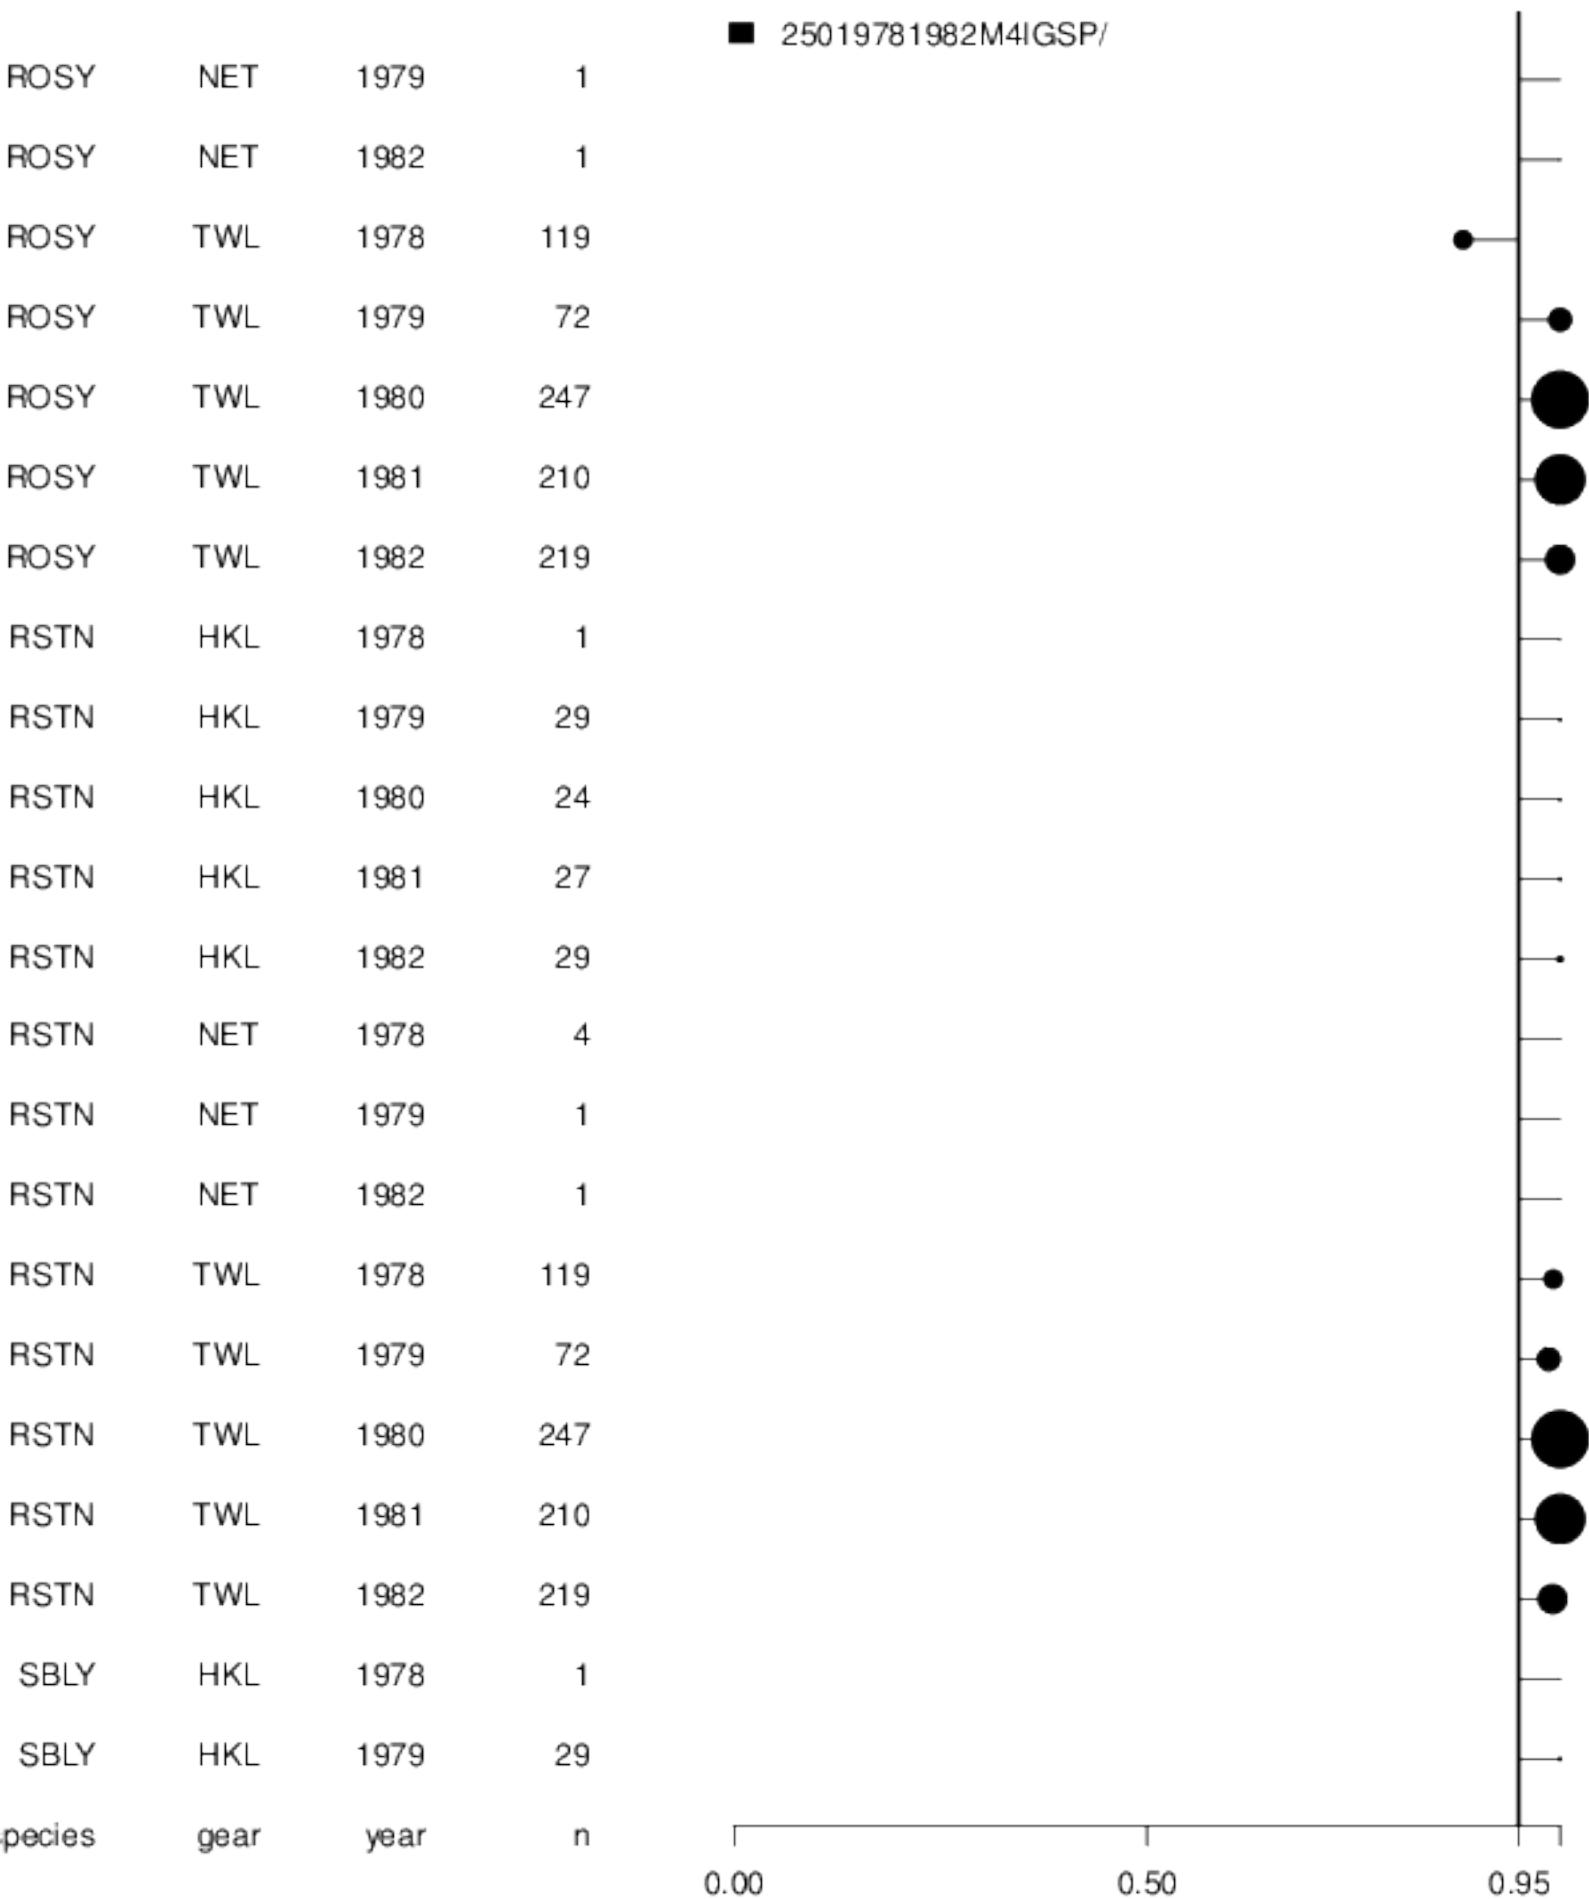 25019781982M4IGSP/
ROSY NET 1979 1
ROSY NET 1982 1
ROSY TWL 1978 119
ROSY TWL 1979 72
ROSY TWL 1980 247
ROSY TWL 1981 210
ROSY TWL 1982 219
RSTN HKL 1978 1
RSTN HKL 1979 29
RSTN HKL 1980 24
RSTN HKL 1981 27
RSTN HKL 1982 29
RSTN NET 1978 4
RSTN NET 1979 1
RSTN NET 1982 1
RSTN TWL 1978 119
RSTN TWL 1979 72
RSTN TWL 1980 247
RSTN TWL 1981 210
RSTN TWL 1982 219
SBLY HKL 1978 1
SBLY HKL 1979 29
pecies gear year n
0.00 0.50 0.95